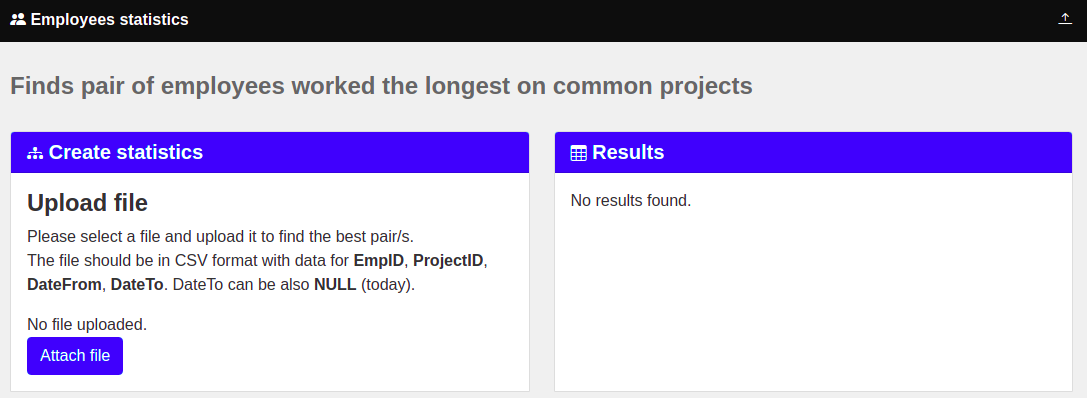 Employees statistics
Finds pair of employees worked the longest on common projects
Create statistics
Upload file
Please select a file and upload it to find the best pair/s.
The file should be in CSV format with data for EmpID, ProjectID,
DateFrom, DateTo. DateTo can be also NULL (today).
No file uploaded.
Attach file
Results
No results found.